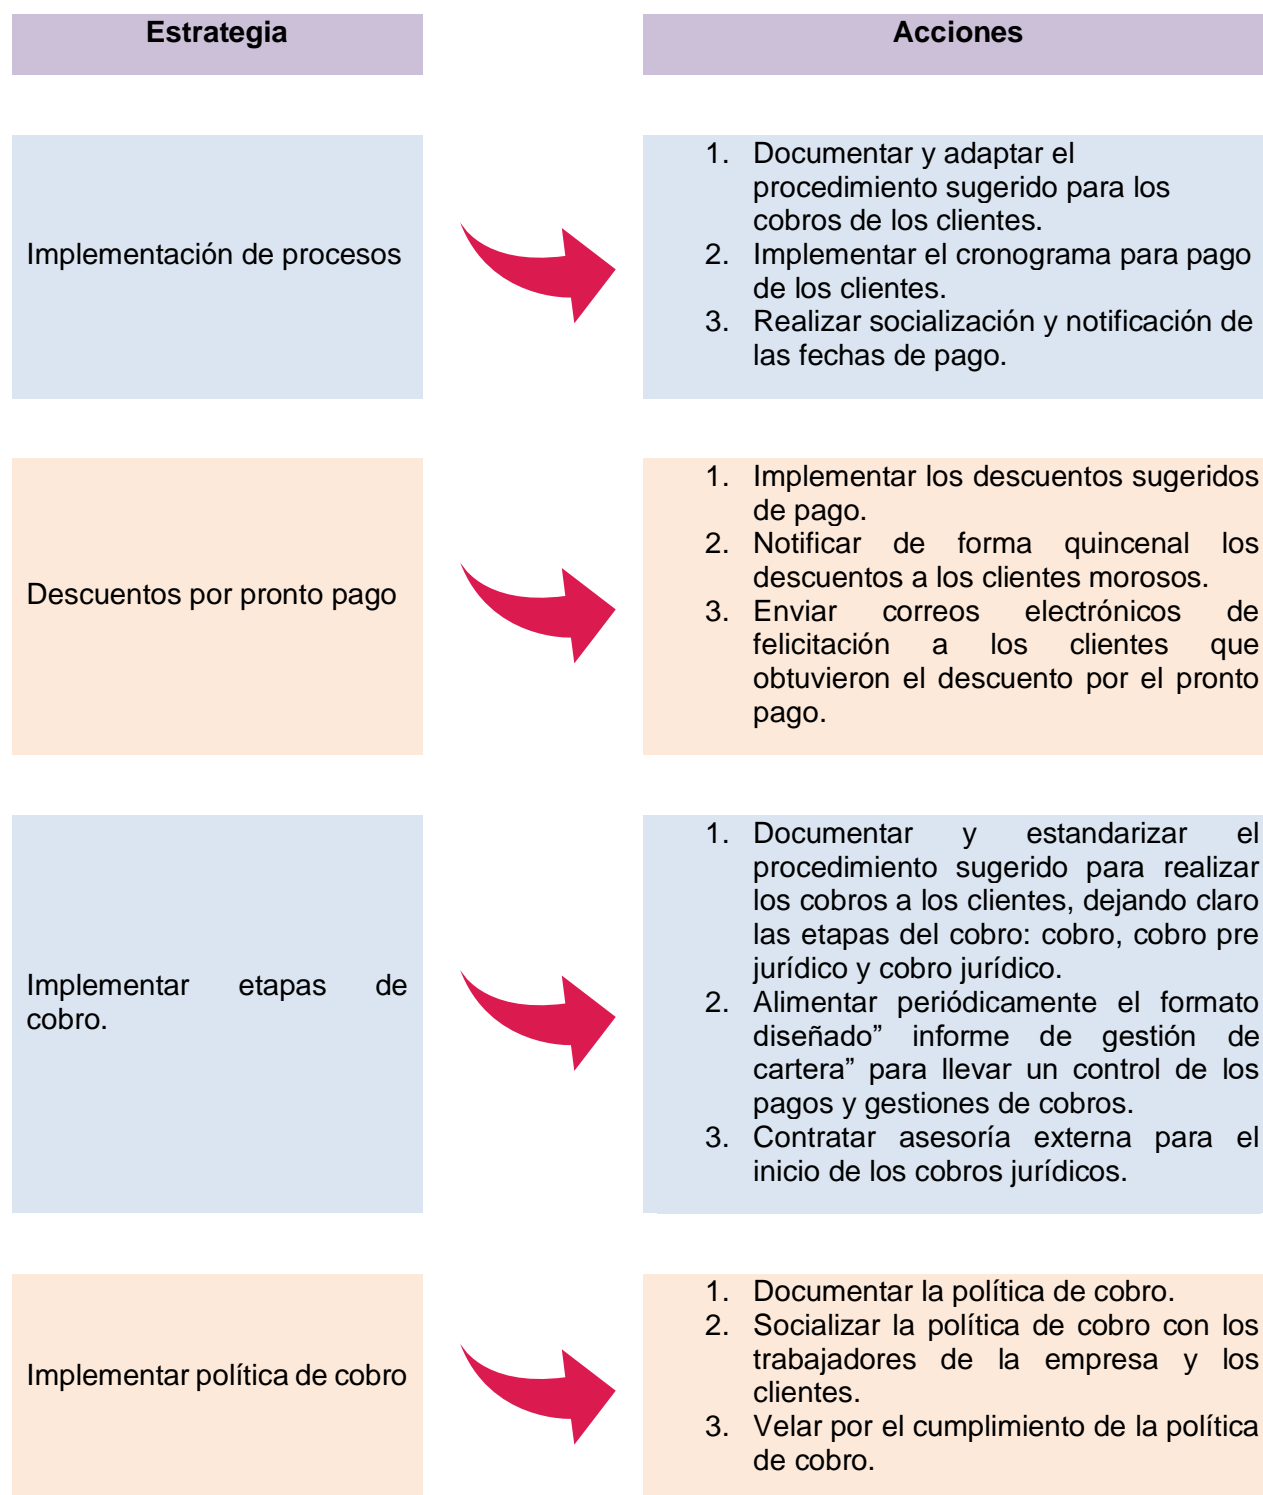 Estrategia
Acciones
Implementación de procesos
1. Documentar y adaptar el
procedimiento sugerido para los
cobros de los clientes.
2. Implementar el cronograma para pago
de los clientes.
3. Realizar socialización y notificación de
las fechas de pago.
Descuentos por pronto pago
1. Implementar los descuentos sugeridos
de pago.
2. Notificar de forma quincenal los
descuentos a los clientes morosos.
3. Enviar correos electrónicos de
felicitación a los clientes que
obtuvieron el descuento por el pronto
pago.
Implementar etapas de
cobro.
1. Documentar y estandarizar el
procedimiento sugerido para realizar
los cobros a los clientes, dejando claro
las etapas del cobro: cobro, cobro pre
jurídico y cobro jurídico.
2. Alimentar periódicamente el formato
diseñado” informe de gestión de
cartera” para llevar un control de los
pagos y gestiones de cobros.
3. Contratar asesoría externa para el
inicio de los cobros jurídicos.
Implementar política de cobro
1. Documentar la política de cobro.
2. Socializar la política de cobro con los
trabajadores de la empresa y los
clientes.
3. Velar por el cumplimiento de la política
de cobro.